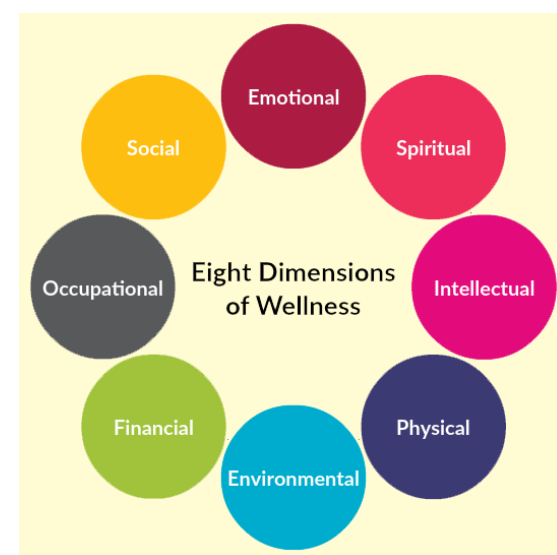 Emotional
Social
Spiritual
Eight Dimensions
of Wellness
Occupational
Intellectual
Financial
Physical
Environmental